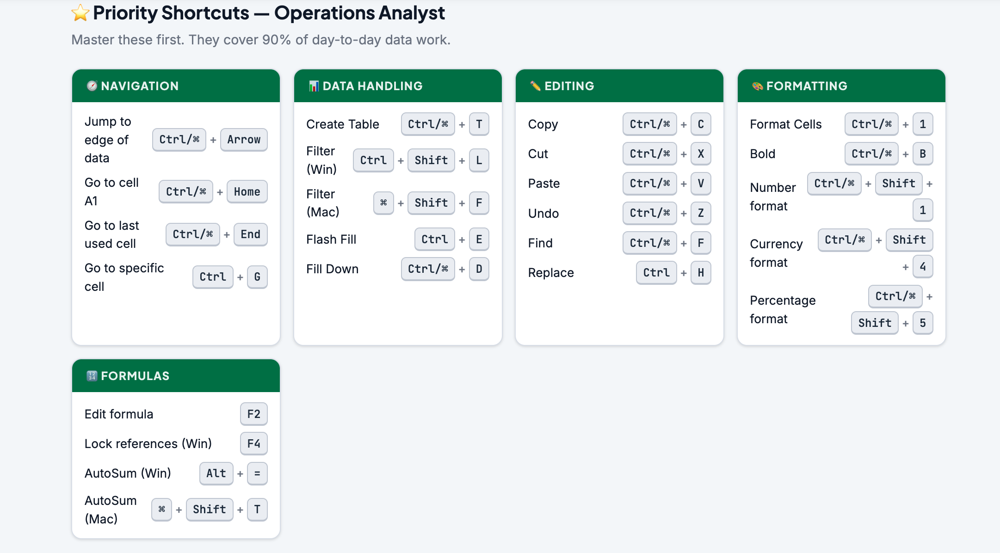 ⭐ Priority Shortcuts — Operations Analyst
Master these first. They cover 90% of day-to-day data work.
🧭 NAVIGATION
Jump to edge of data Ctrl/⌘ + Arrow
Go to cell A1 Ctrl/⌘ + Home
Go to last used cell Ctrl/⌘ + End
Go to specific cell Ctrl + G
📊 DATA HANDLING
Create Table Ctrl/⌘ + T
Filter (Win) Ctrl + Shift + L
Filter (Mac) ⌘ + Shift + F
Flash Fill Ctrl + E
Fill Down Ctrl/⌘ + D
✏️ EDITING
Copy Ctrl/⌘ + C
Cut Ctrl/⌘ + X
Paste Ctrl/⌘ + V
Undo Ctrl/⌘ + Z
Find Ctrl/⌘ + F
Replace Ctrl + H
🎨 FORMATTING
Format Cells Ctrl/⌘ + 1
Bold Ctrl/⌘ + B
Number format Ctrl/⌘ + Shift + 1
Currency format Ctrl/⌘ + Shift + 4
Percentage format Ctrl/⌘ + Shift + 5
🔢 FORMULAS
Edit formula F2
Lock references (Win) F4
AutoSum (Win) Alt + =
AutoSum (Mac) ⌘ + Shift + T